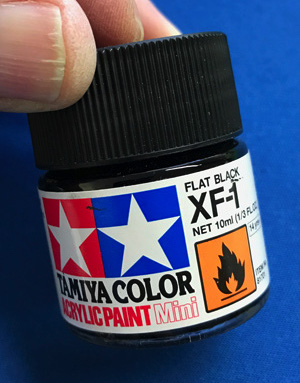 FLAT BLACK
XF-1
NET 10ml (1/3 FL.OZ.
TAMIYA COLOR
ACRYLIC PAINT Mini